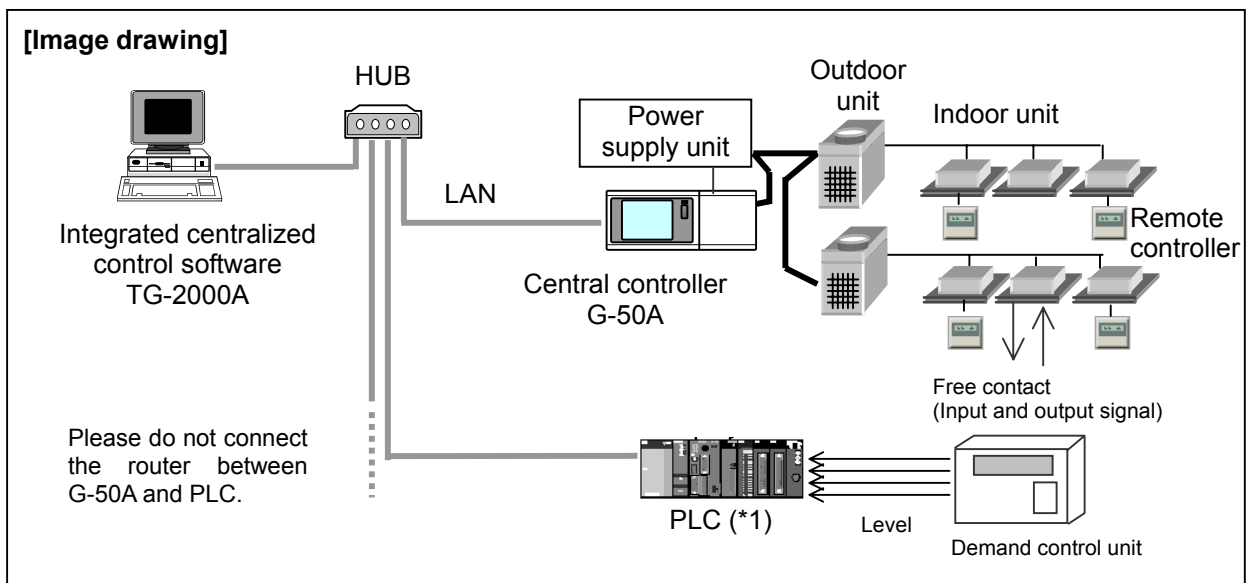 [Image drawing]
HUB
Outdoor
unit
Power
supply unit
Indoor unit
LAN
Remote
controller
Integrated centralized
control software
TG-2000A
Central controller
G-50A
Free contact
(Input and output signal)
Please do not connect
the router between
G-50A and PLC.
PLC (*1)
Level
Demand control unit